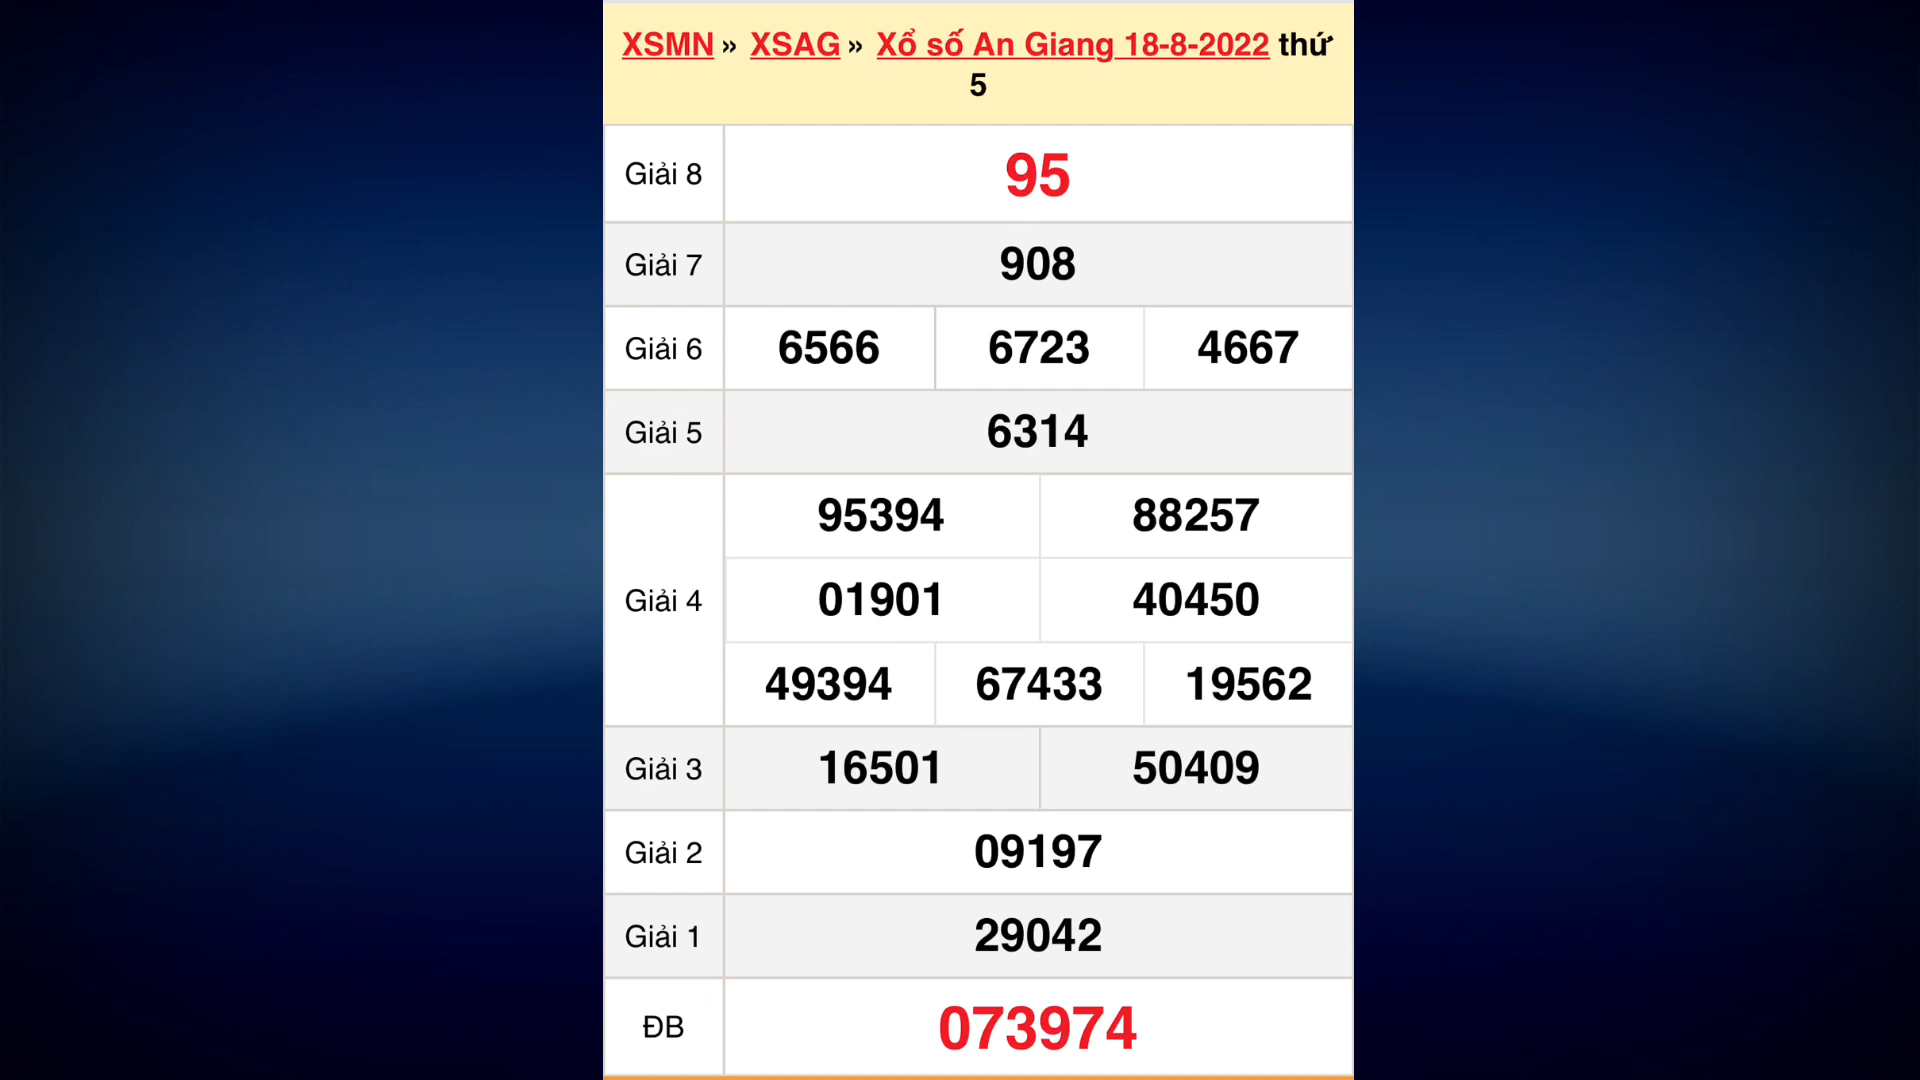 XSMN » XSAG » Xổ số An Giang 18-8-2022 thứ
5
Giải 8 95
Giải 7 908
Giải 6 6566 6723 4667
Giải 5 6314
Giải 4
95394 88257
01901 40450
49394 67433 19562
Giải 3 16501 50409
Giải 2 09197
Giải 1 29042
ĐB 073974